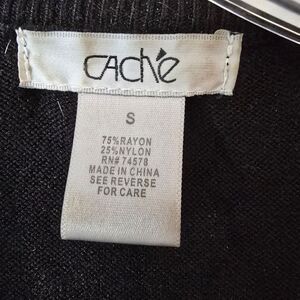 CAché
S
75%RAYON
25%NYLON
RN# 74578
MADE IN CHINA
SEE REVERSE
FOR CARE